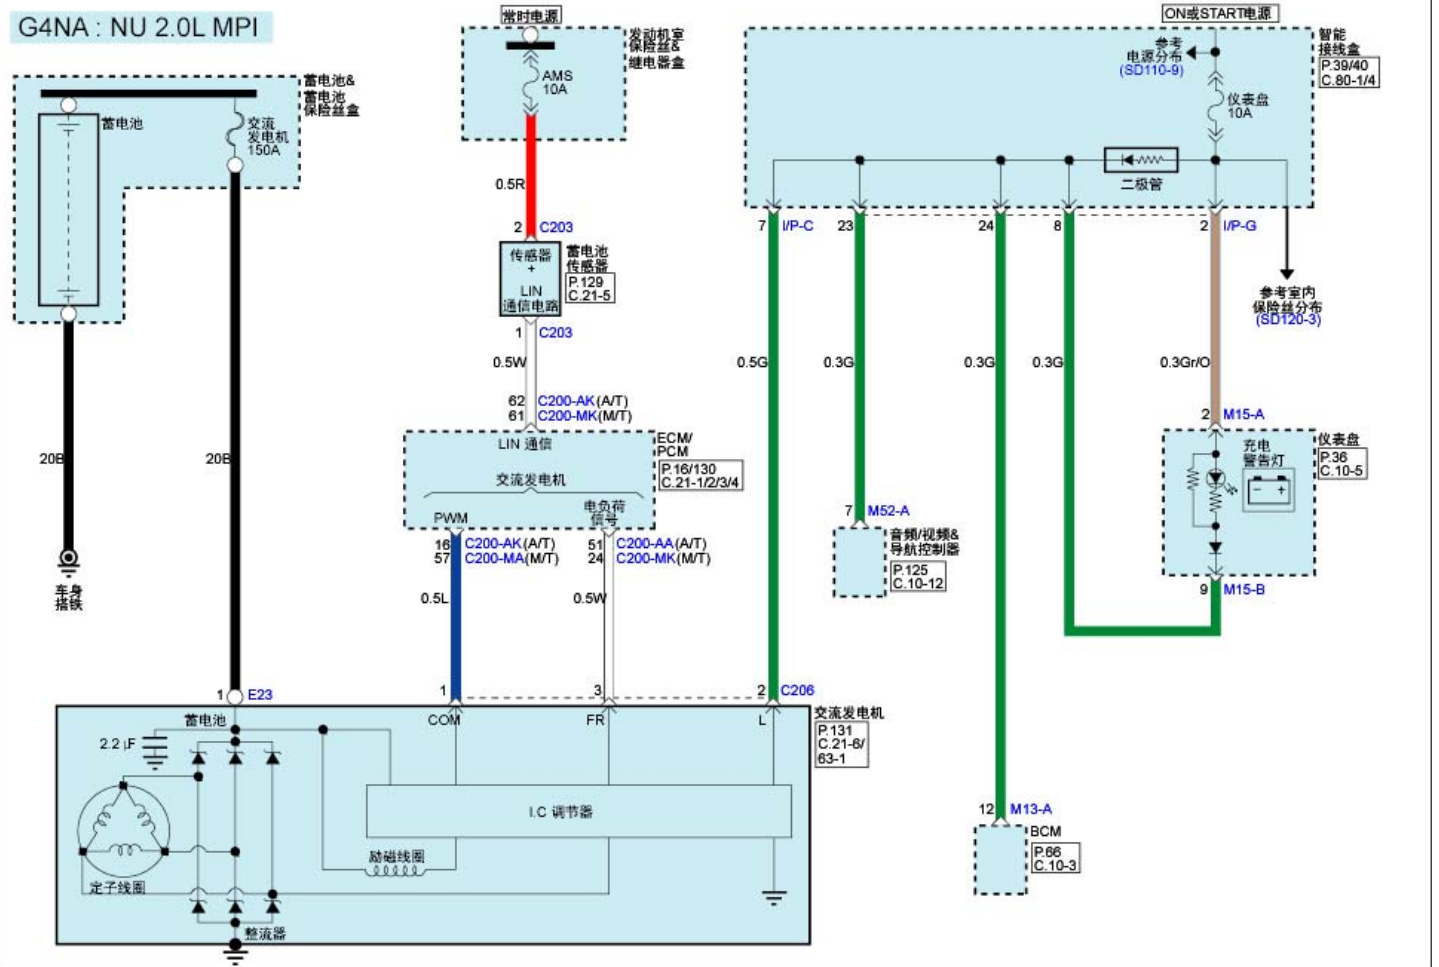 G4NA : NU 2.0L MPI
蓄电池&
蓄电池
保险丝盒
蓄电池
交流
发电机
150A
20B
20B
车身
搭铁
常时电源
发动机室
保险丝&
继电器盒
AMS
10A
0.5R
2 C203
传感器
+
LIN
通信电路
蓄电池
传感器
P.129
C.21-5
1 C203
0.5W
62 C200-AK(A/T)
61 C200-MK(M/T)
LIN 通信
交流发电机
PWM
电负荷
信号
ECM/
PCM
P.16/130
C.21-1/2/3/4
16 C200-AK(A/T)
57 C200-MA(M/T)
51 C200-AA(A/T)
24 C200-MK(M/T)
0.5L
0.5W
ON或START电源
参考
电源分布
(SD110-9)
仪表盘
10A
二极管
智能
接线盒
P.39/40
C.80-1/4
7 I/P-C
23
24
8
2 I/P-G
参考室内
保险丝分布
(SD120-3)
0.5G
0.3G
0.3G
0.3G
0.3Gr/O
2 M15-A
充电
警告灯
- +
仪表盘
P.36
C.10-5
9 M15-B
7 M52-A
音频/视频&
导航控制器
P.125
C.10-12
12 M13-A
BCM
P.66
C.10-3
1 E23
1
3
2 C206
蓄电池
COM
FR
L
2.2 μF
I.C 调节器
励磁线圈
定子线圈
整流器
交流发电机
P.131
C.21-6/
63-1